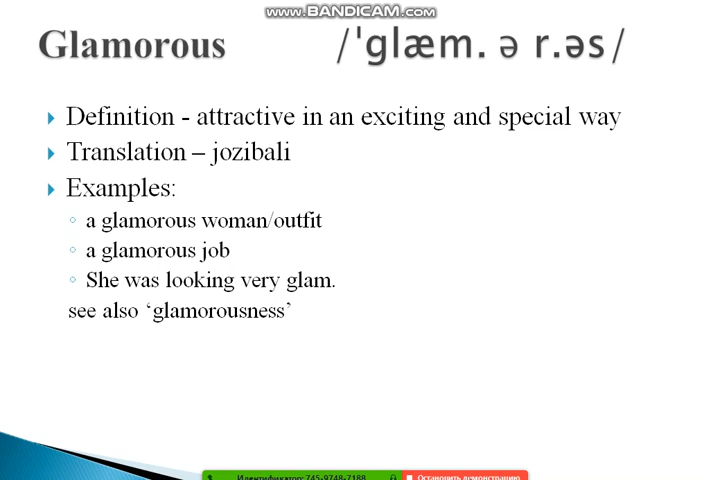 www.BANDICAM.com
Glamorous /ˈɡlæm. ə r.əs/
Definition - attractive in an exciting and special way
Translation – jozibali
Examples:
a glamorous woman/outfit
a glamorous job
She was looking very glam.
see also ‘glamorousness’
Идентификатор: 745-9748-7188 Остановить демонстрацию